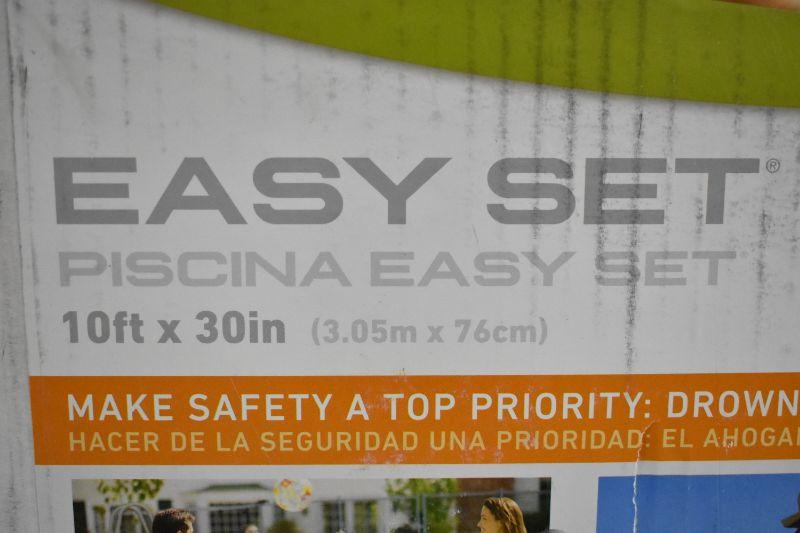 EASY SET®
PISCINA EASY SET
10ft x 30in (3.05m x 76cm)
MAKE SAFETY A TOP PRIORITY: DROWN
HACER DE LA SEGURIDAD UNA PRIORIDAD: EL AHOGA